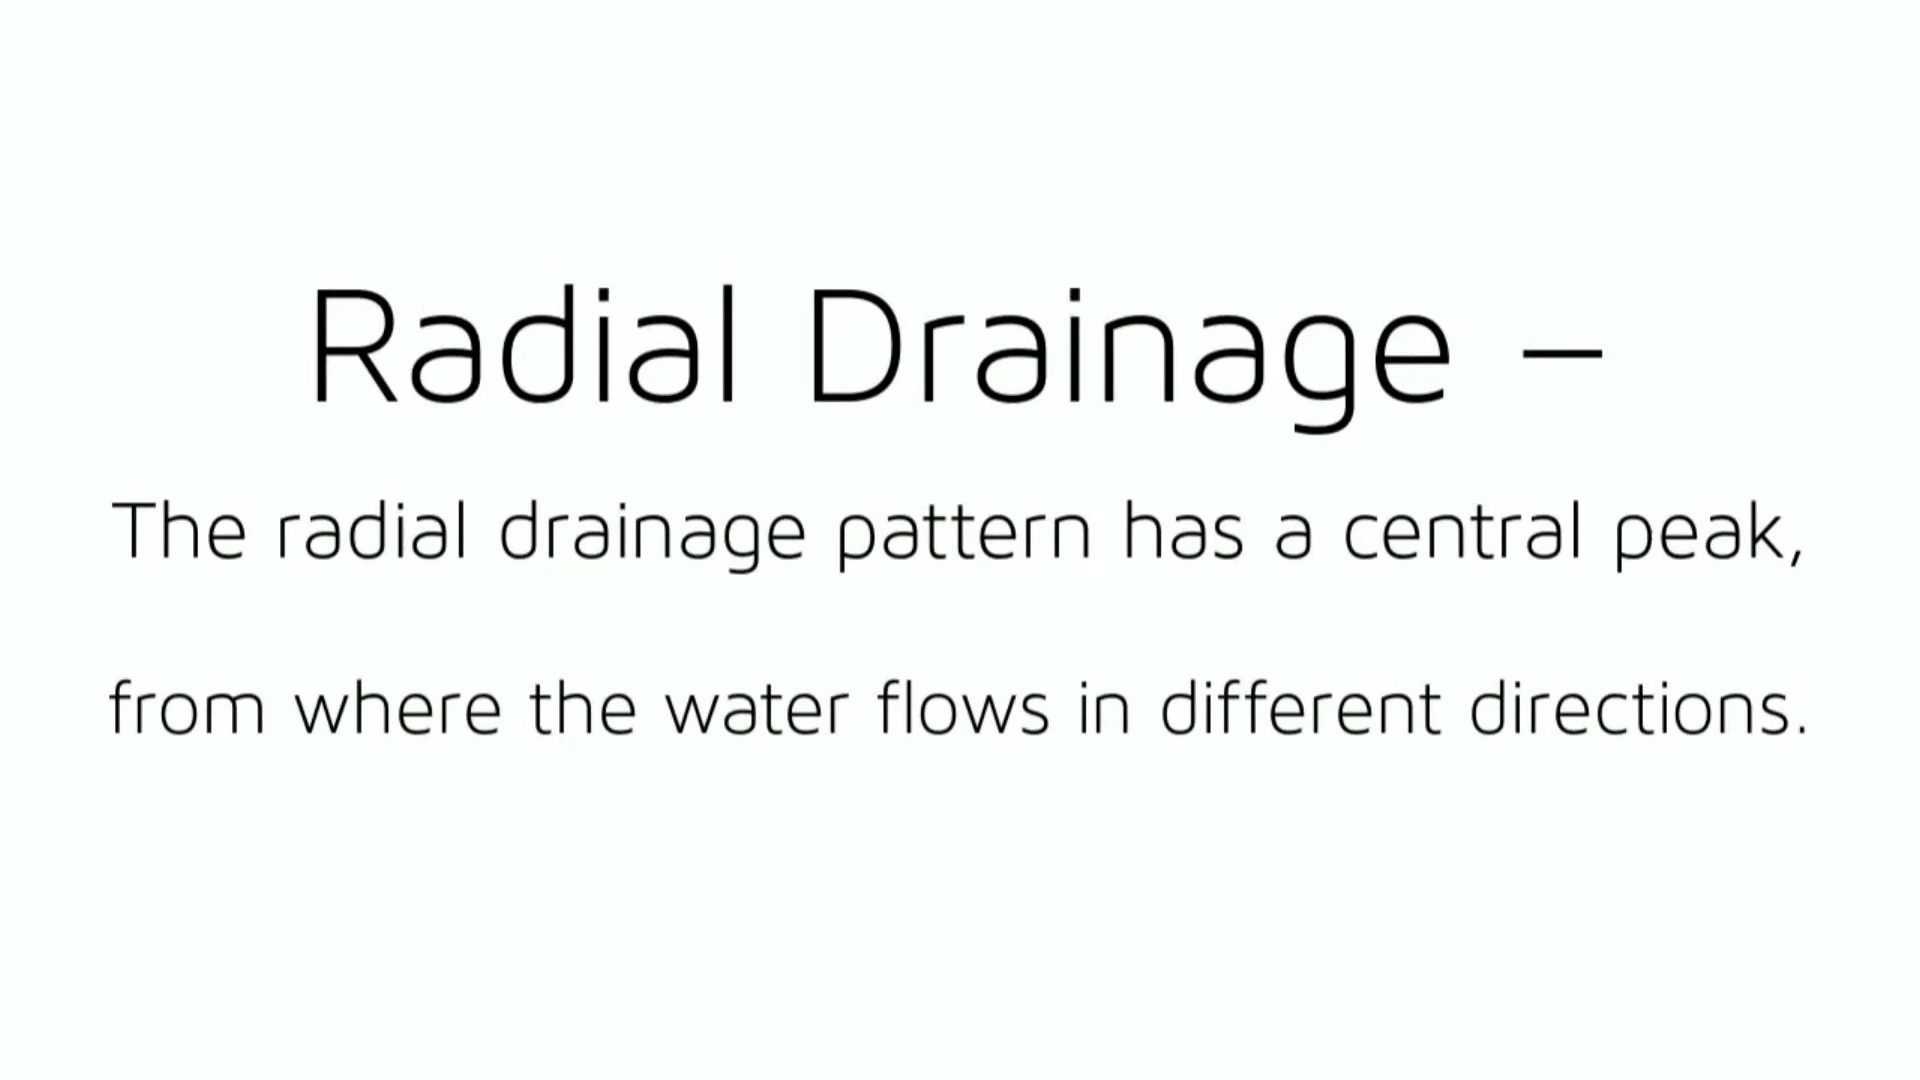 Radial Drainage –
The radial drainage pattern has a central peak,
from where the water flows in different directions.